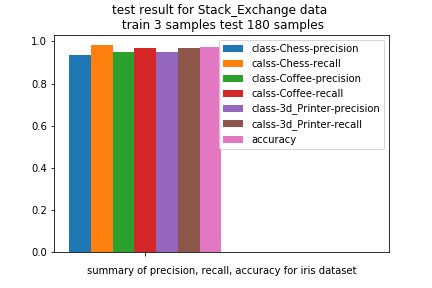 test result for Stack_Exchange data
train 3 samples test 180 samples
1.0
0.8
0.6
0.4
0.2
0.0
class-Chess-precision
calss-Chess-recall
class-Coffee-precision
calss-Coffee-recall
class-3d_Printer-precision
calss-3d_Printer-recall
accuracy
summary of precision, recall, accuracy for iris dataset